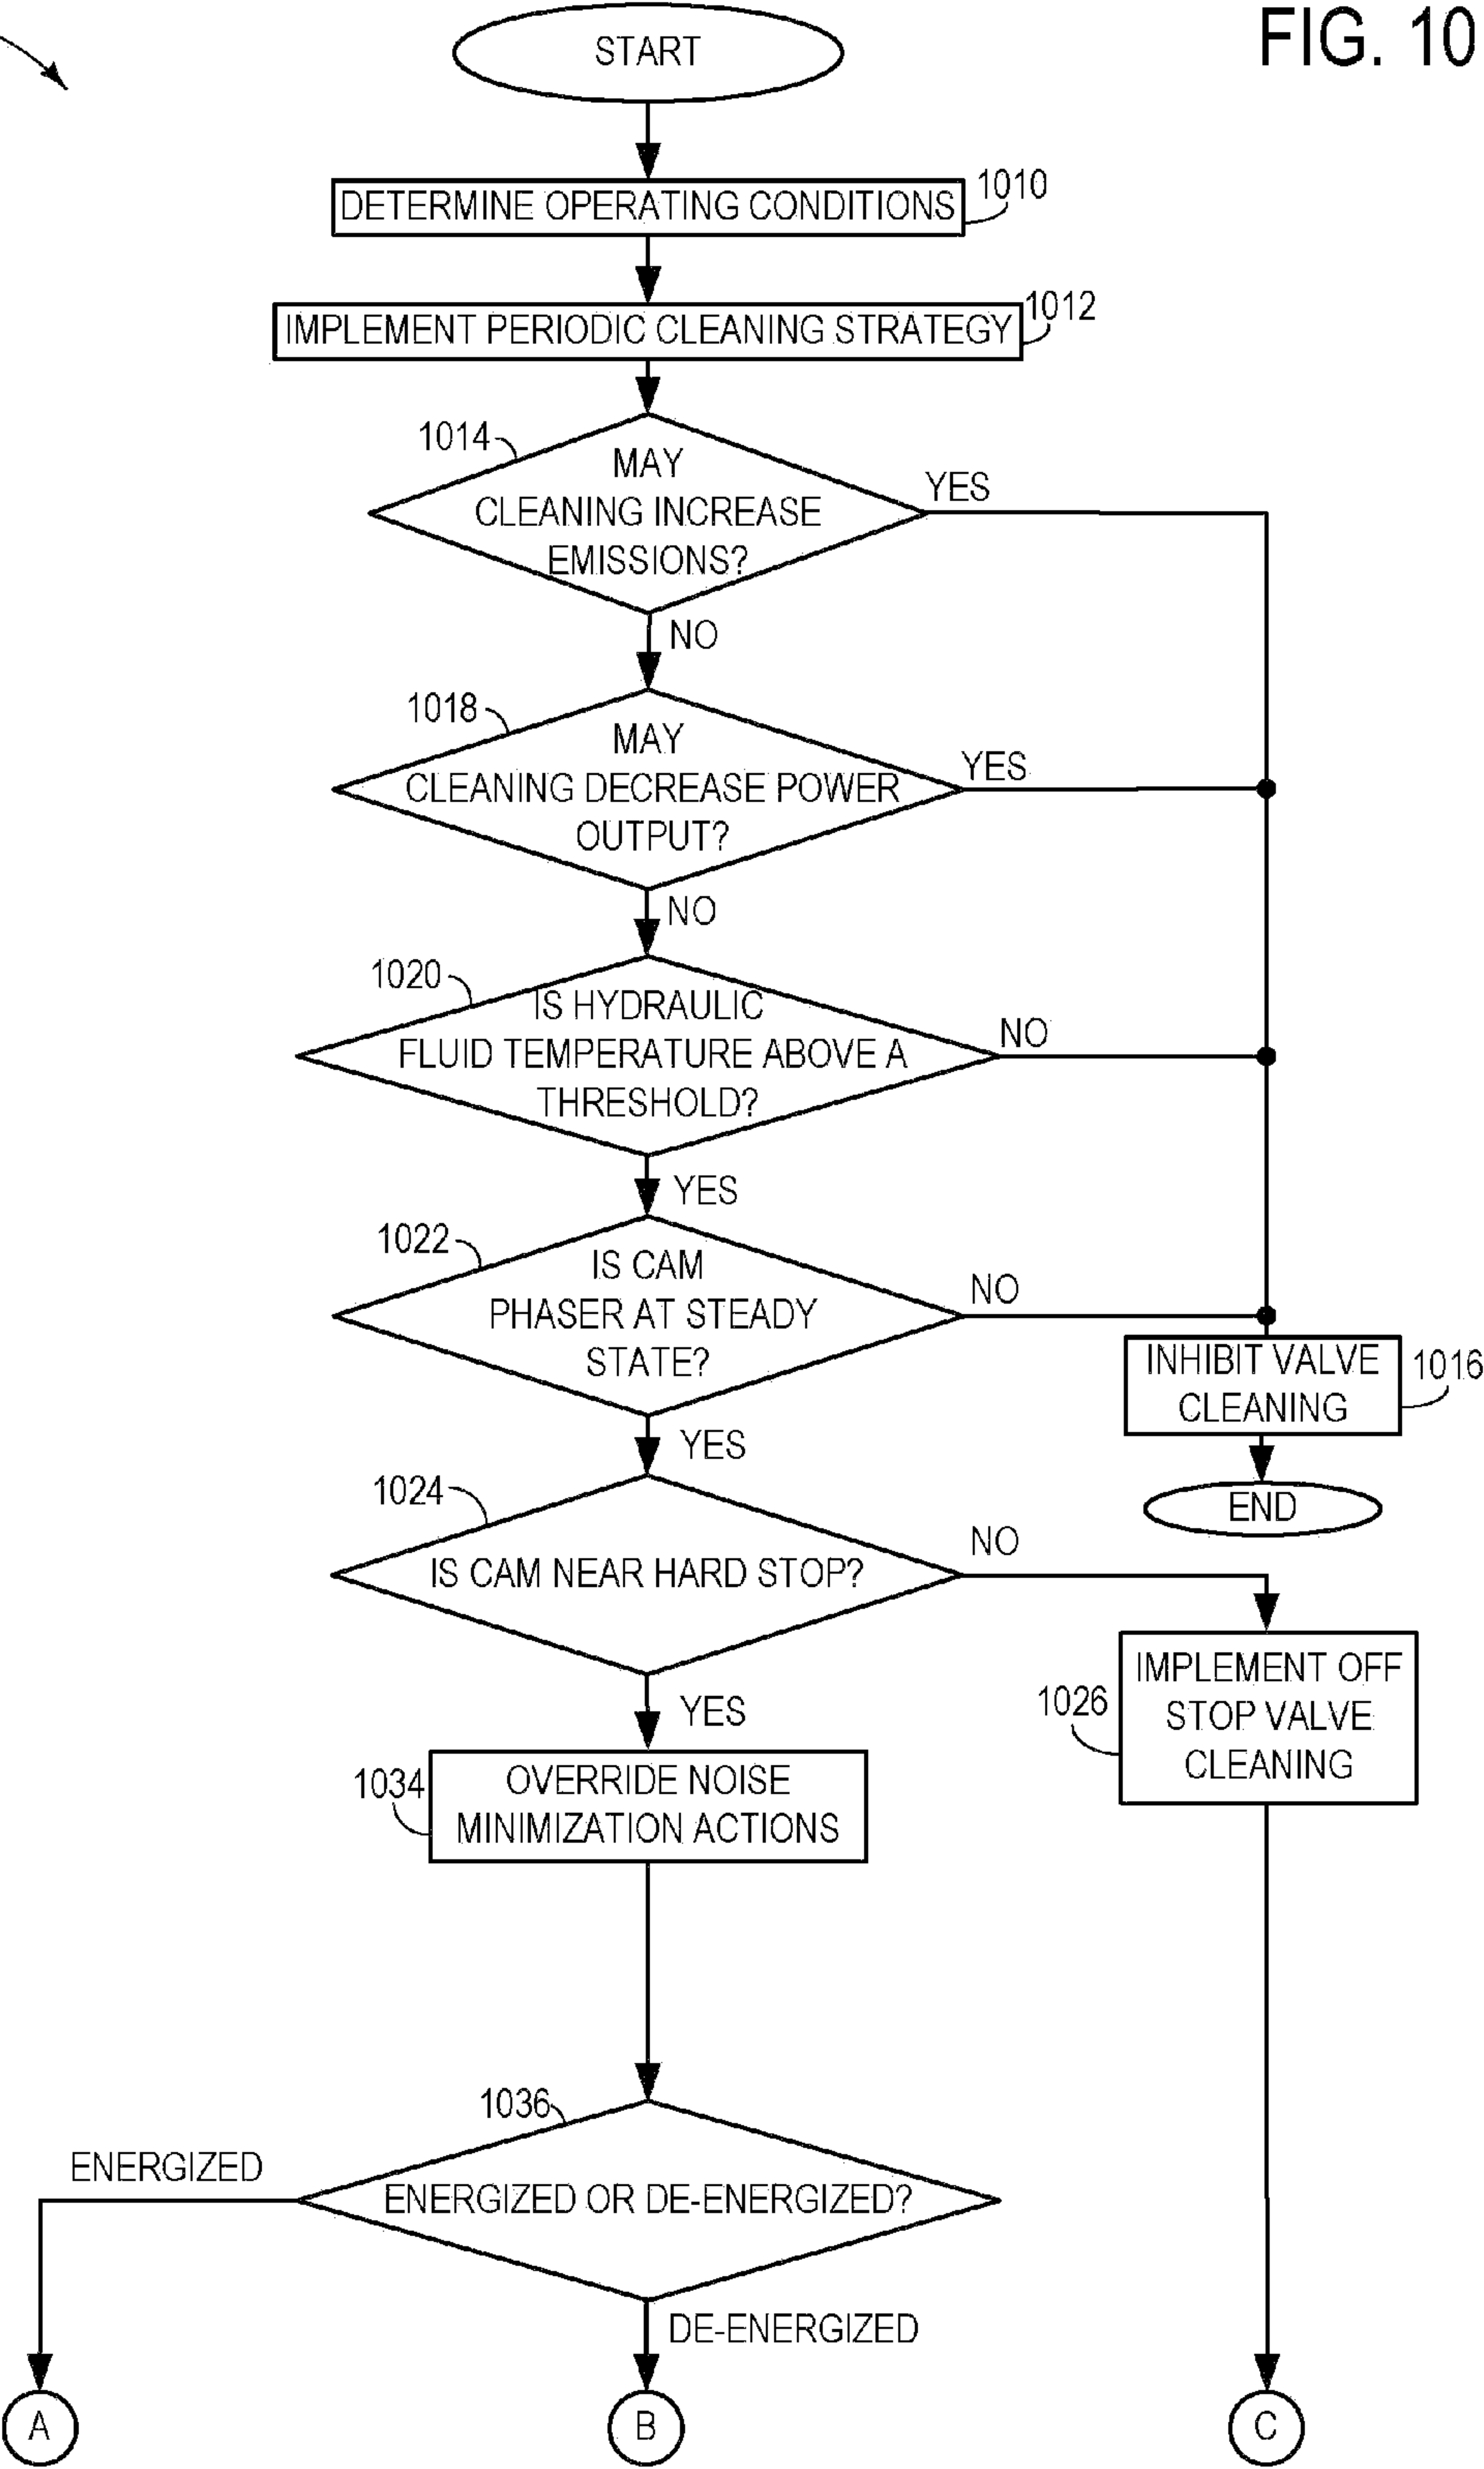 FIG. 10
START
DETERMINE OPERATING CONDITIONS
1010
IMPLEMENT PERIODIC CLEANING STRATEGY
1012
1014
MAY
CLEANING INCREASE
EMISSIONS?
YES
NO
1018
MAY
CLEANING DECREASE POWER
OUTPUT?
YES
NO
1020
IS HYDRAULIC
FLUID TEMPERATURE ABOVE A
THRESHOLD?
NO
YES
1022
IS CAM
PHASER AT STEADY
STATE?
NO
YES
INHIBIT VALVE
CLEANING
1016
END
1024
IS CAM NEAR HARD STOP?
NO
YES
IMPLEMENT OFF
STOP VALVE
CLEANING
1026
1034
OVERRIDE NOISE
MINIMIZATION ACTIONS
1036
ENERGIZED OR DE-ENERGIZED?
ENERGIZED
DE-ENERGIZED
A
B
C